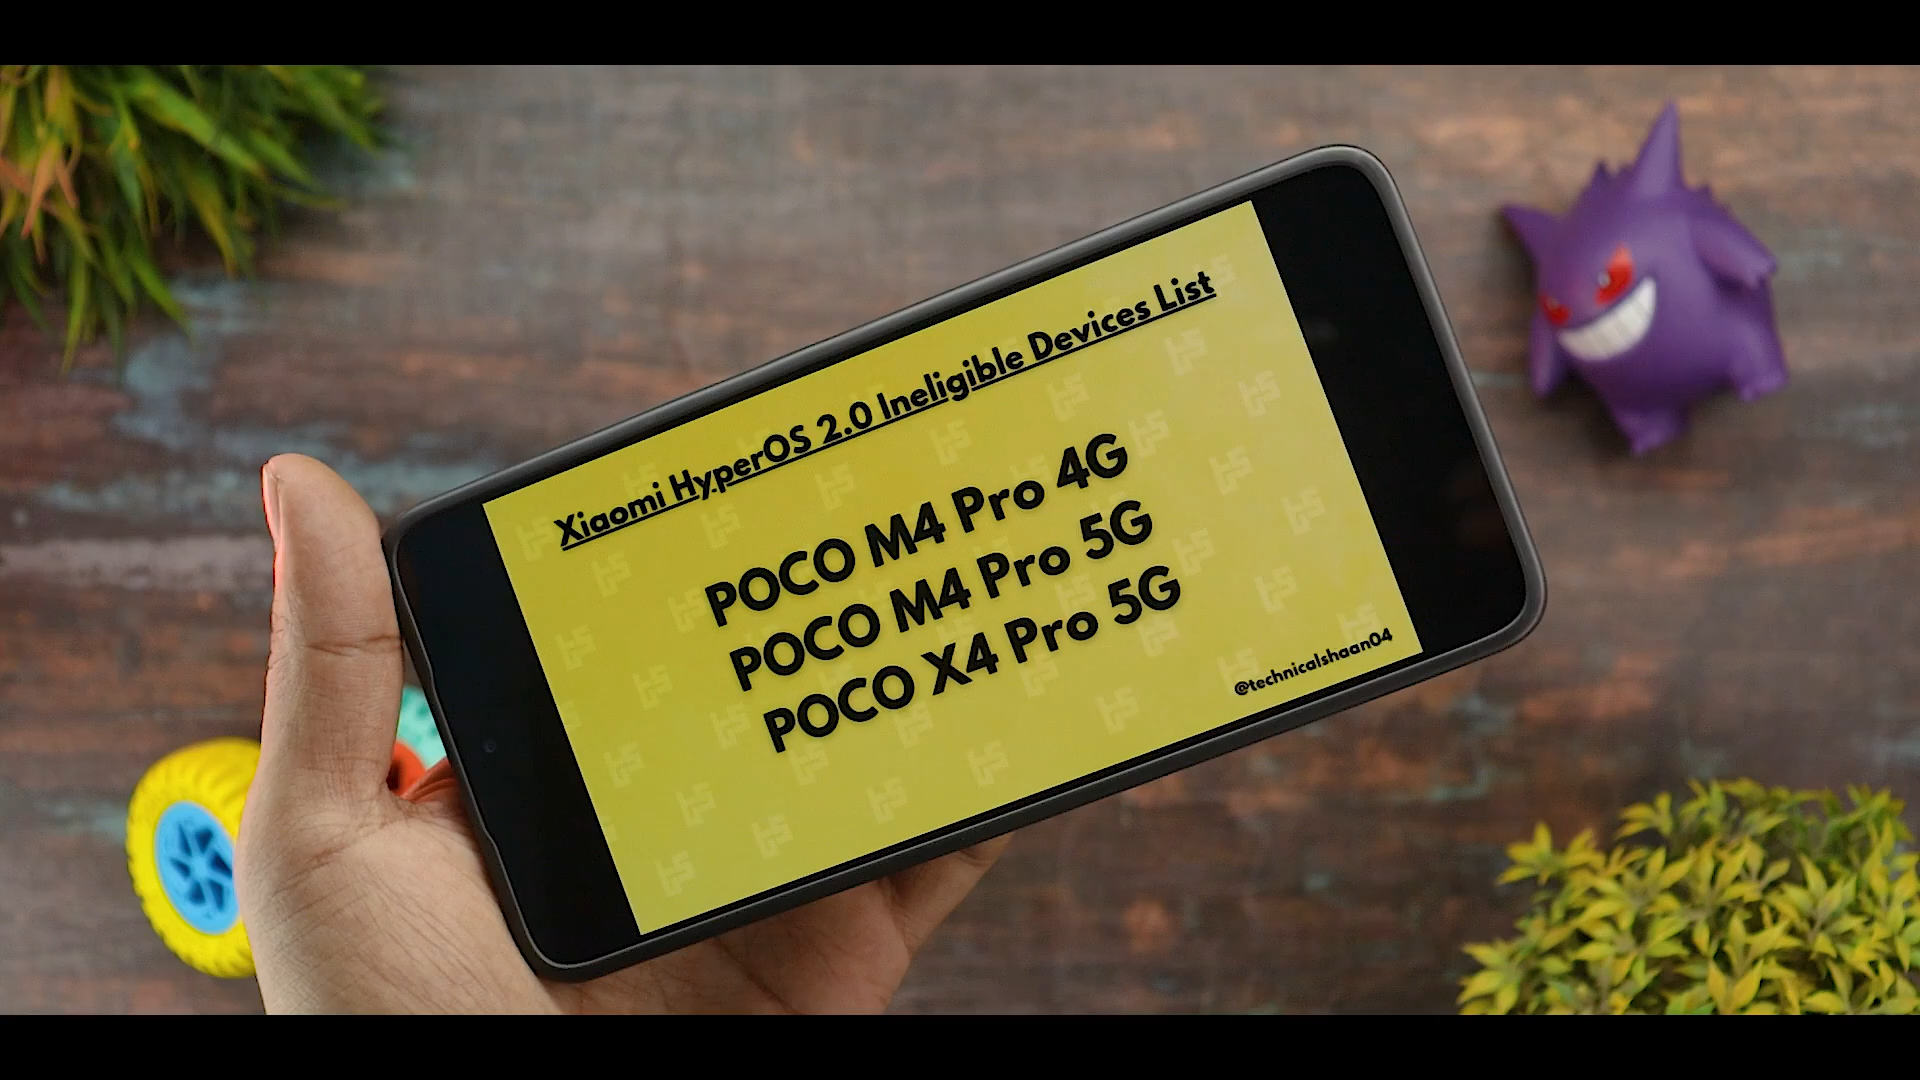 Xiaomi HyperOS 2.0 Ineligible Devices List
POCO M4 Pro 4G
POCO M4 Pro 5G
POCO X4 Pro 5G
@technicalshaan04